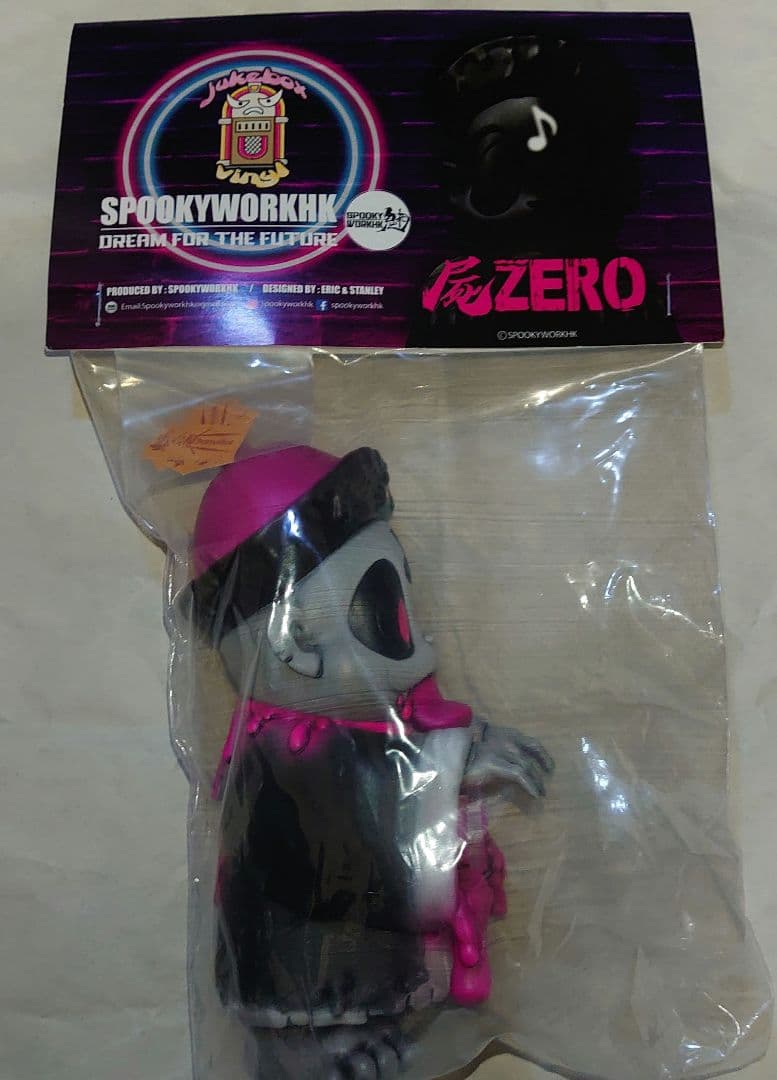 Jukebox
Vinyl
SPOOKYWORKHK
DREAM FOR THE FUTURE
SPOOKY
WORKHK
PRODUCED BY : SPOOKYWORKHK / DESIGNED BY : ERIC & STANLEY
spookyworkhk
spookyworkhk
ZERO
©SPOOKYWORKHK